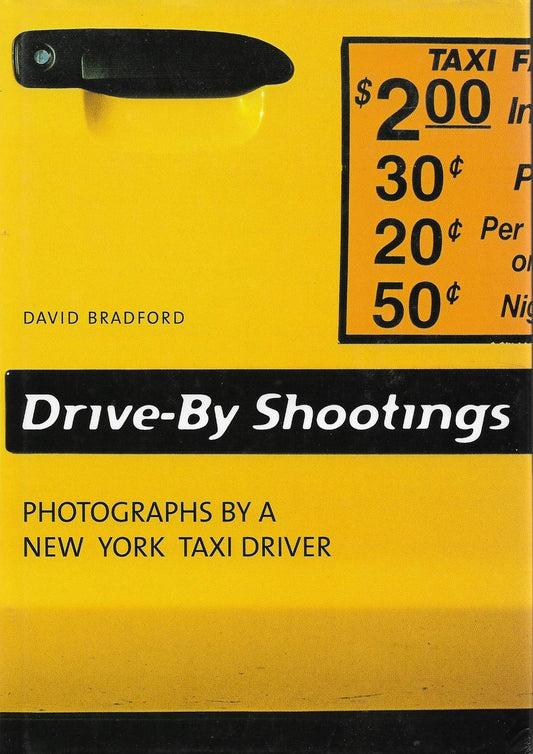 TAXI F
$2.00 In
30¢ P
20¢ Per
o
50¢ Nig
DAVID BRADFORD
Drive-By Shootings
PHOTOGRAPHS BY A
NEW YORK TAXI DRIVER